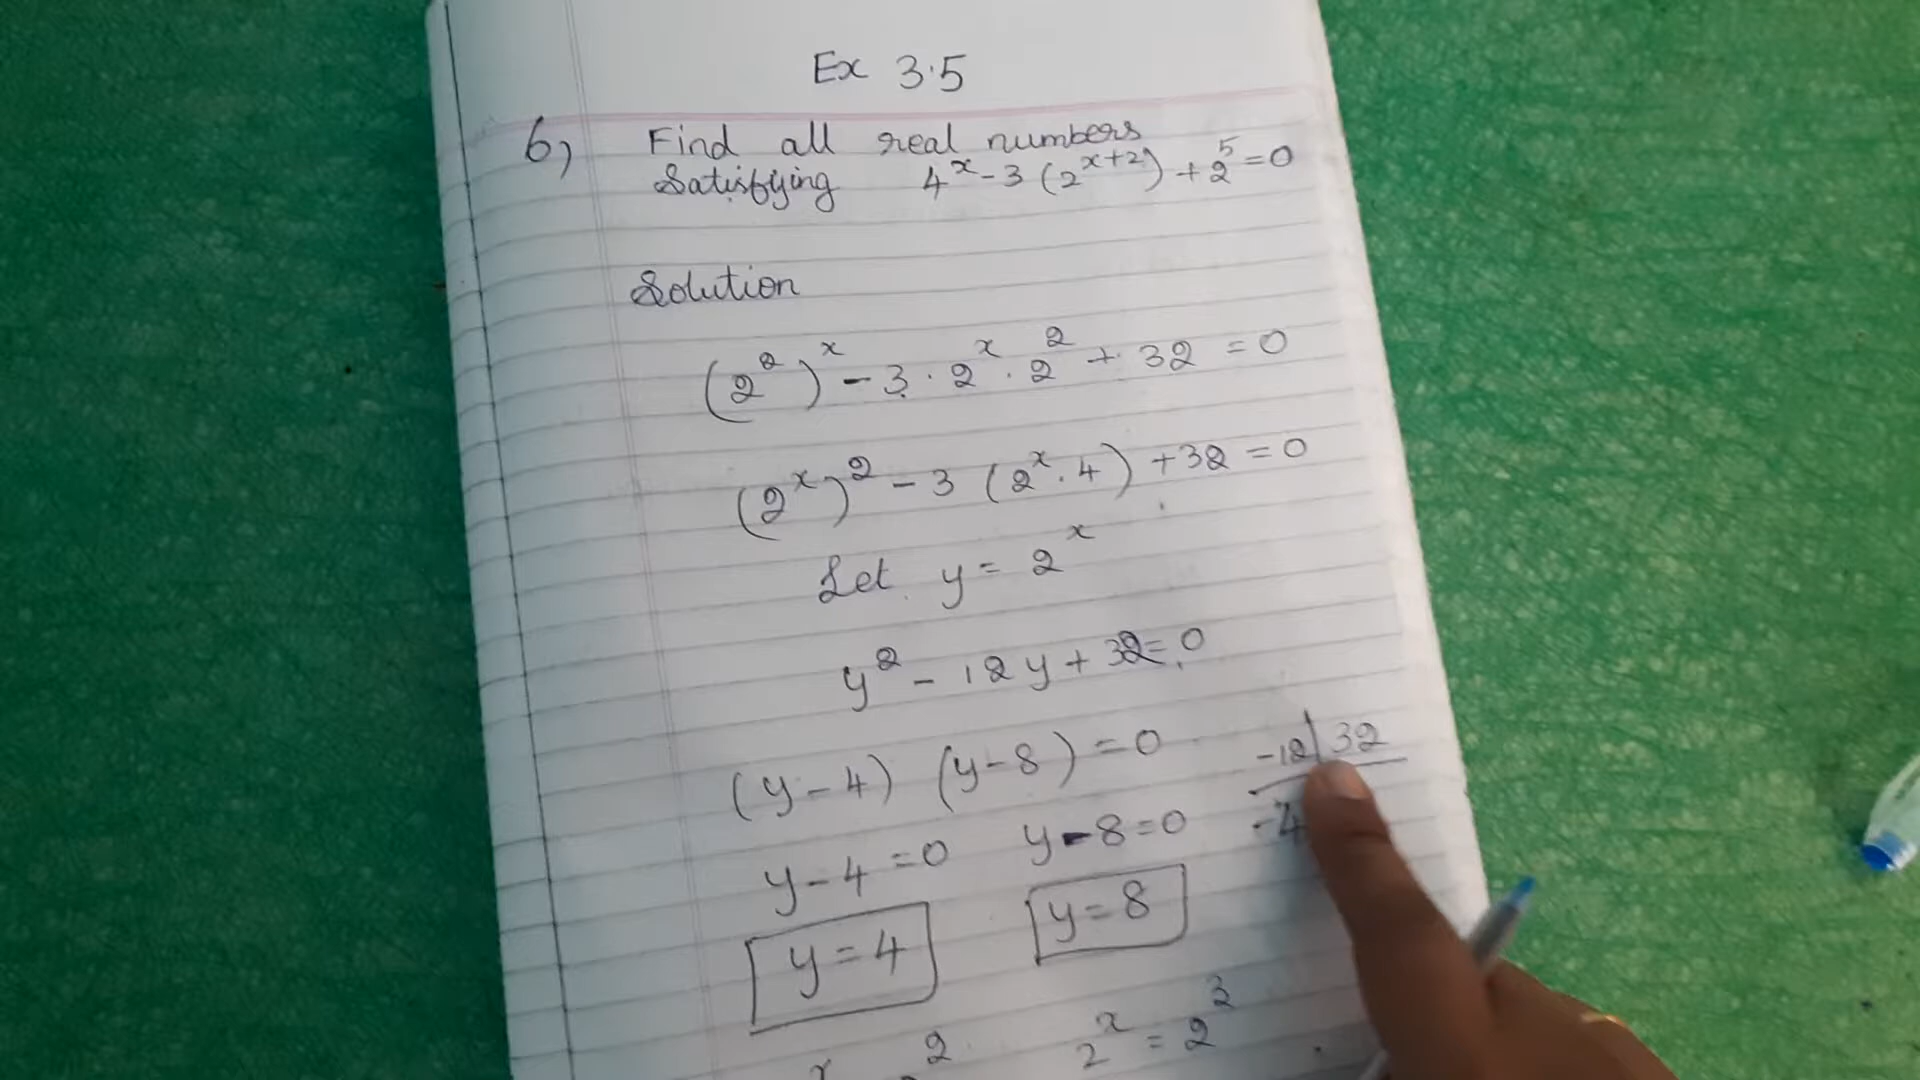 Ex 3.5
6) Find all real numbers
Satisfying 4^x - 3 (2^{x+2}) + 2^5 = 0
Solution
(2^2)^x - 3 . 2^x . 2^2 + 32 = 0
(2^x)^2 - 3 (2^x . 4) + 32 = 0
Let y = 2^x
y^2 - 12y + 32 = 0
(y - 4) (y - 8) = 0 -12 | 32
y - 4 = 0 y - 8 = 0 -4
y = 4 y = 8
x 2 2^x = 2^3